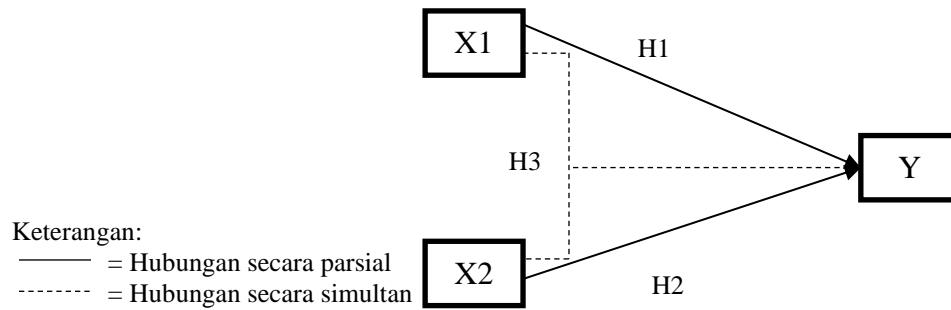 X1
H1
H3
Y
X2
H2
Keterangan:
= Hubungan secara parsial
= Hubungan secara simultan